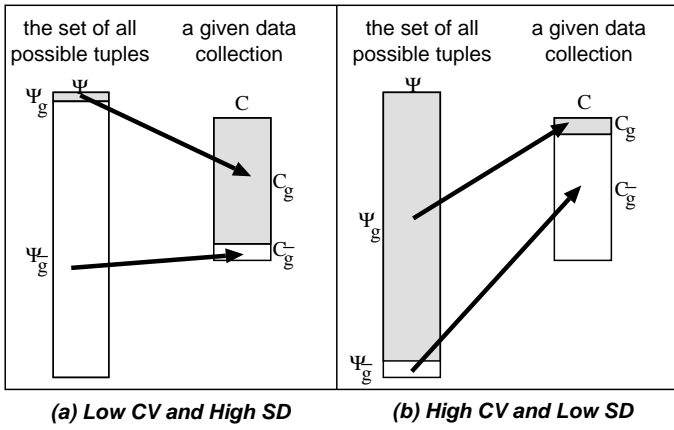 the set of all
possible tuples
a given data
collection
Ψ
Ψg
C
Cg
Ψg̅
Cg̅
(a) Low CV and High SD
the set of all
possible tuples
a given data
collection
Ψ
C
Cg
Cg̅
Ψg
Ψg̅
(b) High CV and Low SD